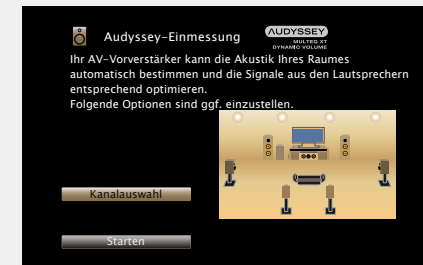 Audyssey-Einmessung
AUDYSSEY
MULTEQ XT
DYNAMIC VOLUME
Ihr AV-Vorverstärker kann die Akustik Ihres Raumes
automatisch bestimmen und die Signale aus den Lautsprechern
entsprechend optimieren.
Folgende Optionen sind ggf. einzustellen.
Kanalauswahl
Starten